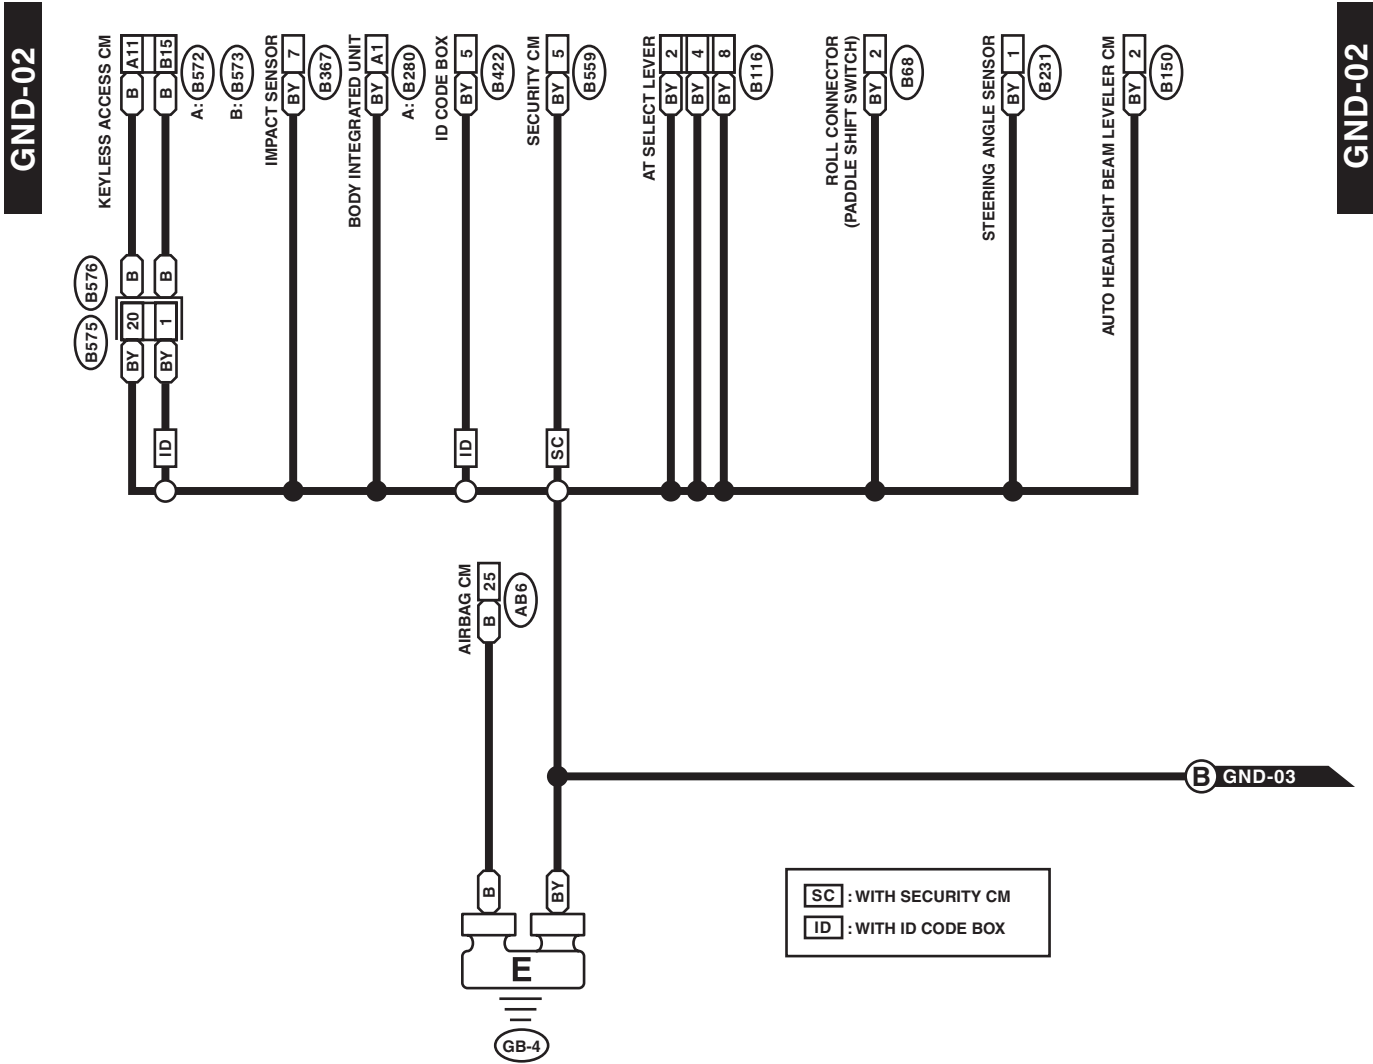 GND-02
GND-02
KEYLESS ACCESS CM
A11
B15
B
B
A: B572
B: B573
IMPACT SENSOR
7
BY
B367
BODY INTEGRATED UNIT
A1
BY
A: B280
ID CODE BOX
5
BY
B422
SECURITY CM
5
BY
B559
AT SELECT LEVER
2
4
8
BY
BY
BY
B116
ROLL CONNECTOR
(PADDLE SHIFT SWITCH)
2
BY
B68
STEERING ANGLE SENSOR
1
BY
B231
AUTO HEADLIGHT BEAM LEVELER CM
2
BY
B150
B576
B
B
B575
20
1
BY
BY
ID
ID
SC
AIRBAG CM
25
B
AB6
B GND-03
B
BY
E
GB-4
SC : WITH SECURITY CM
ID : WITH ID CODE BOX